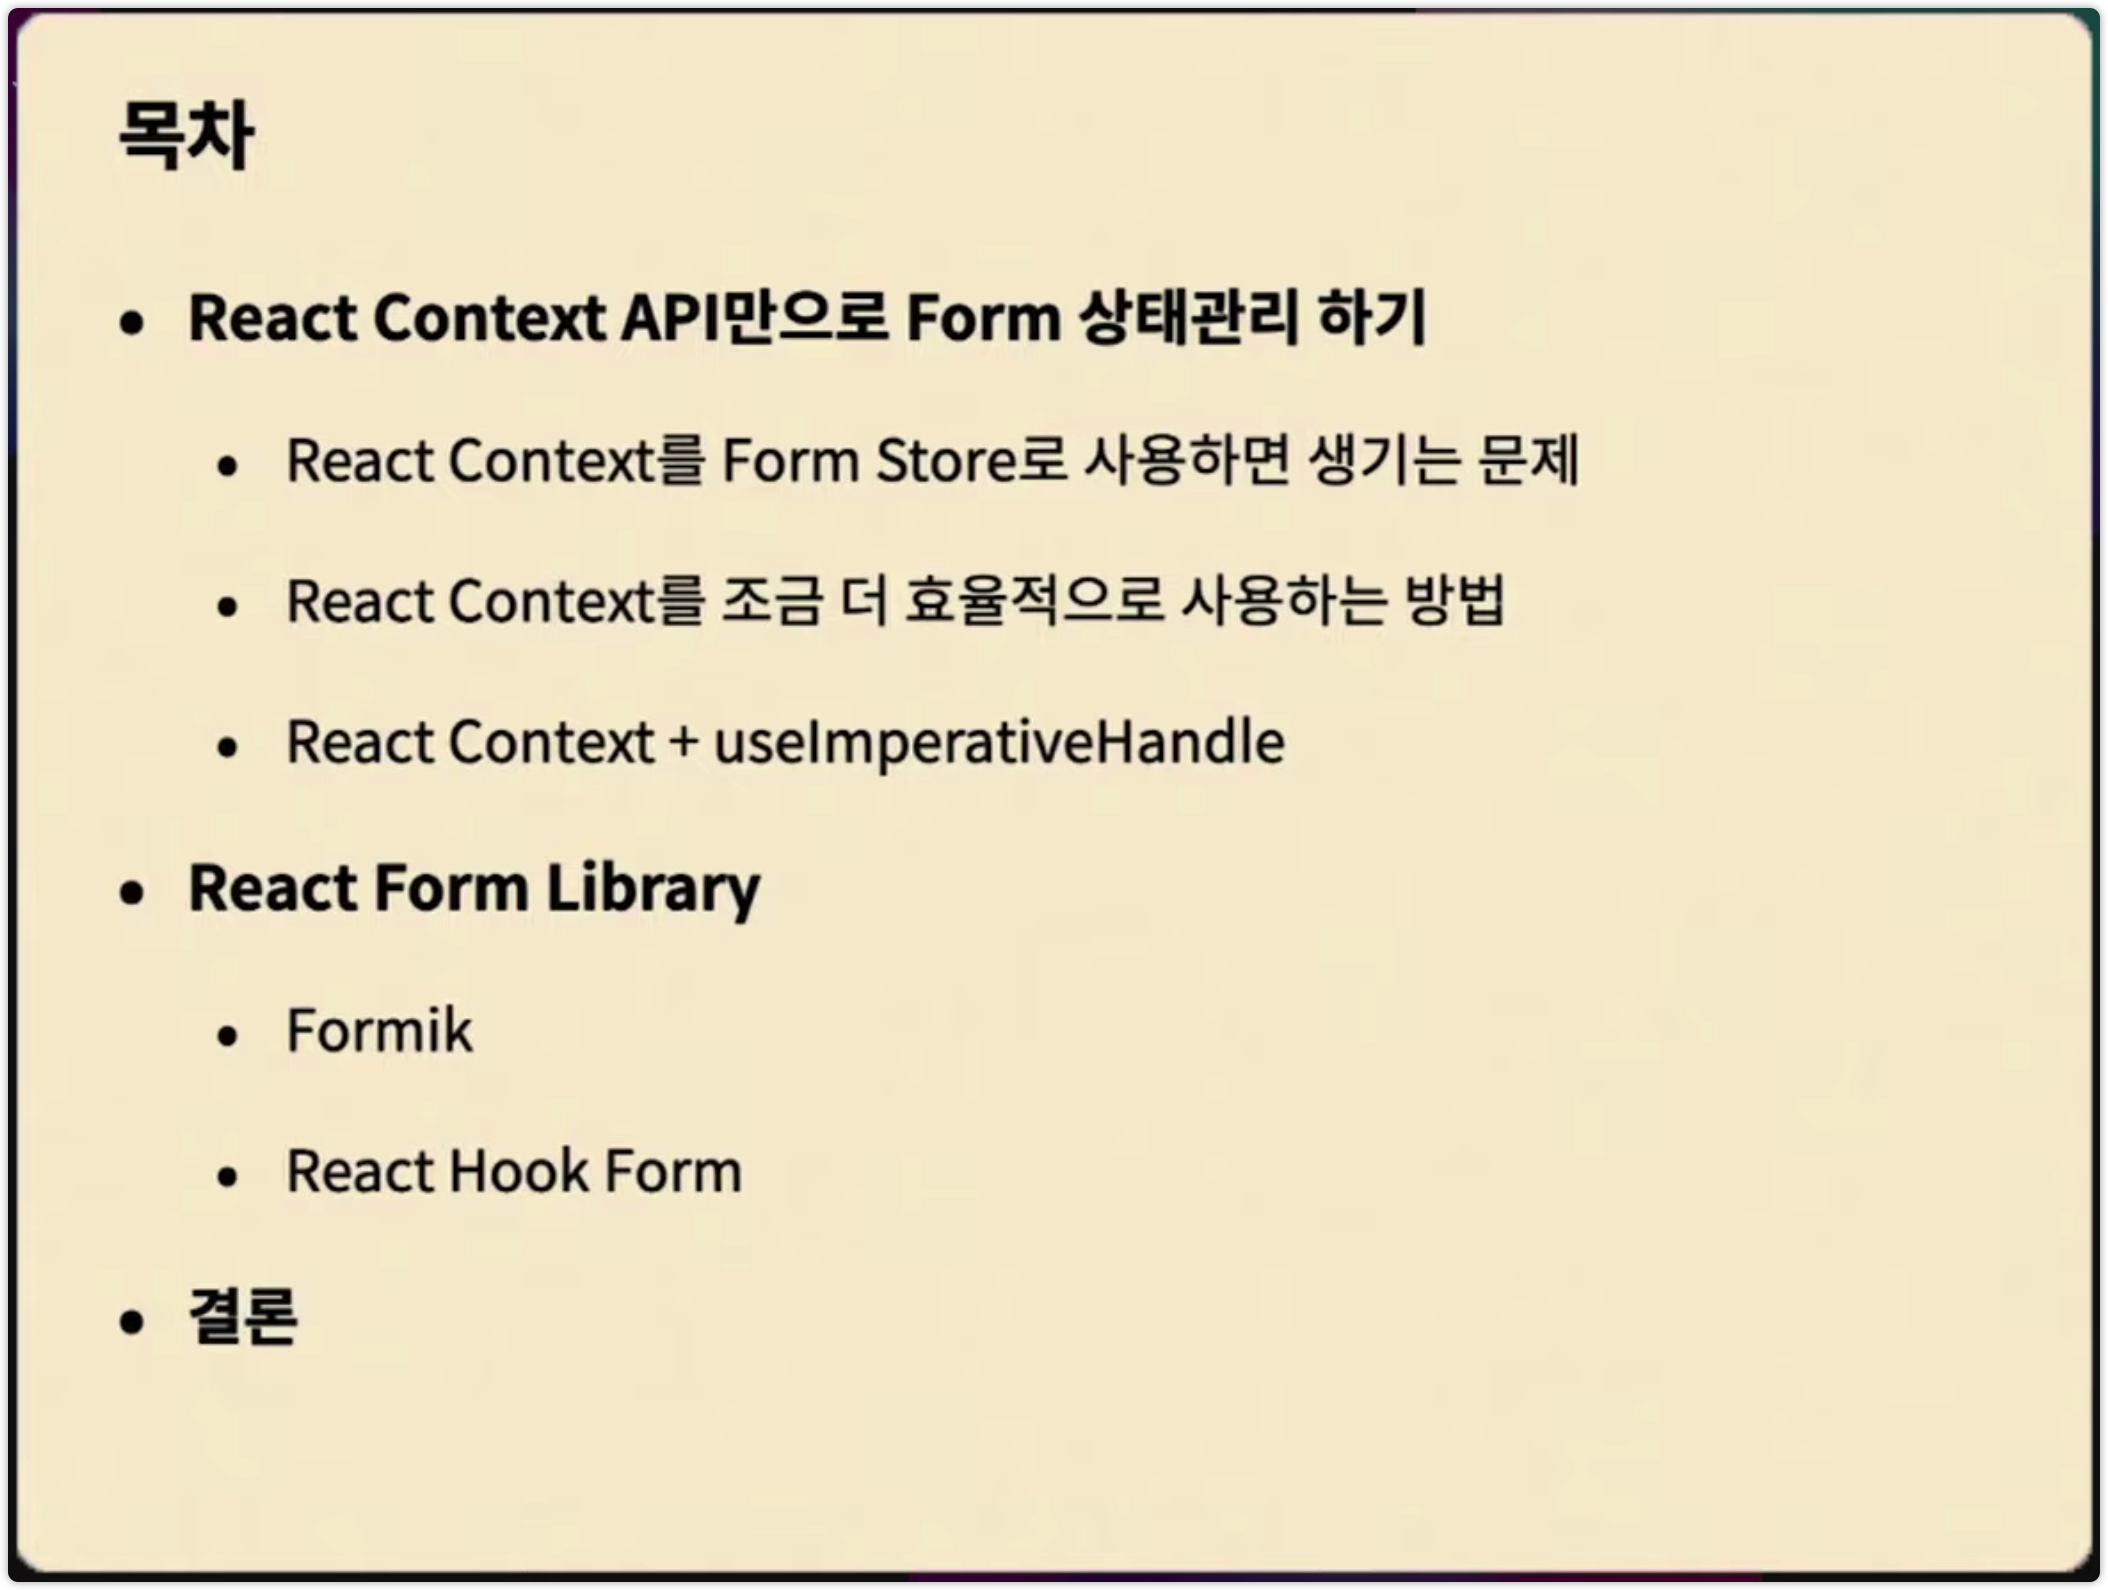 목차
• React Context API만으로 Form 상태관리 하기
• React Context를 Form Store로 사용하면 생기는 문제
• React Context를 조금 더 효율적으로 사용하는 방법
• React Context + useImperativeHandle
• React Form Library
• Formik
• React Hook Form
• 결론